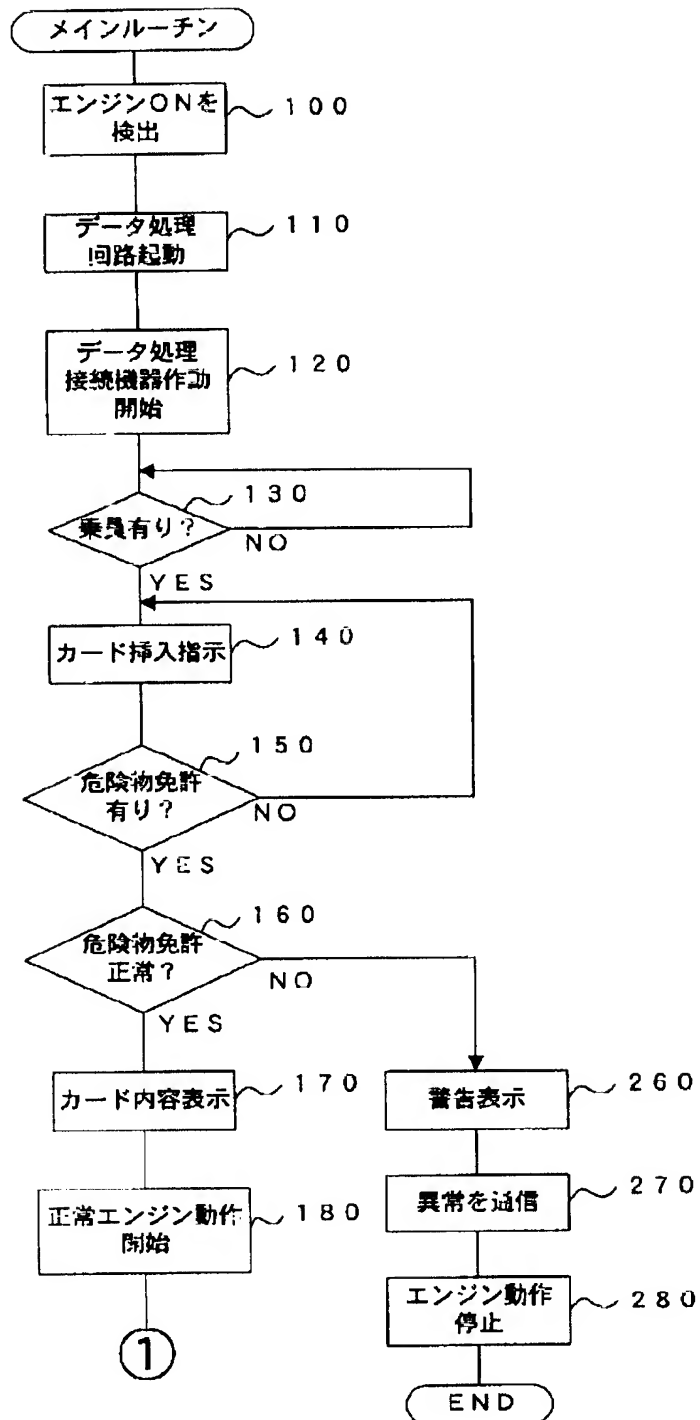 メインルーチン
エンジンONを
検出
100
データ処理
回路起動
110
データ処理
接続機器作動
開始
120
乗員有り?
130
NO
YES
カード挿入指示
140
危険物免許
有り?
150
NO
YES
危険物免許
正常?
160
NO
YES
カード内容表示
170
警告表示
260
正常エンジン動作
開始
180
異常を通信
270
エンジン動作
停止
280
1
END